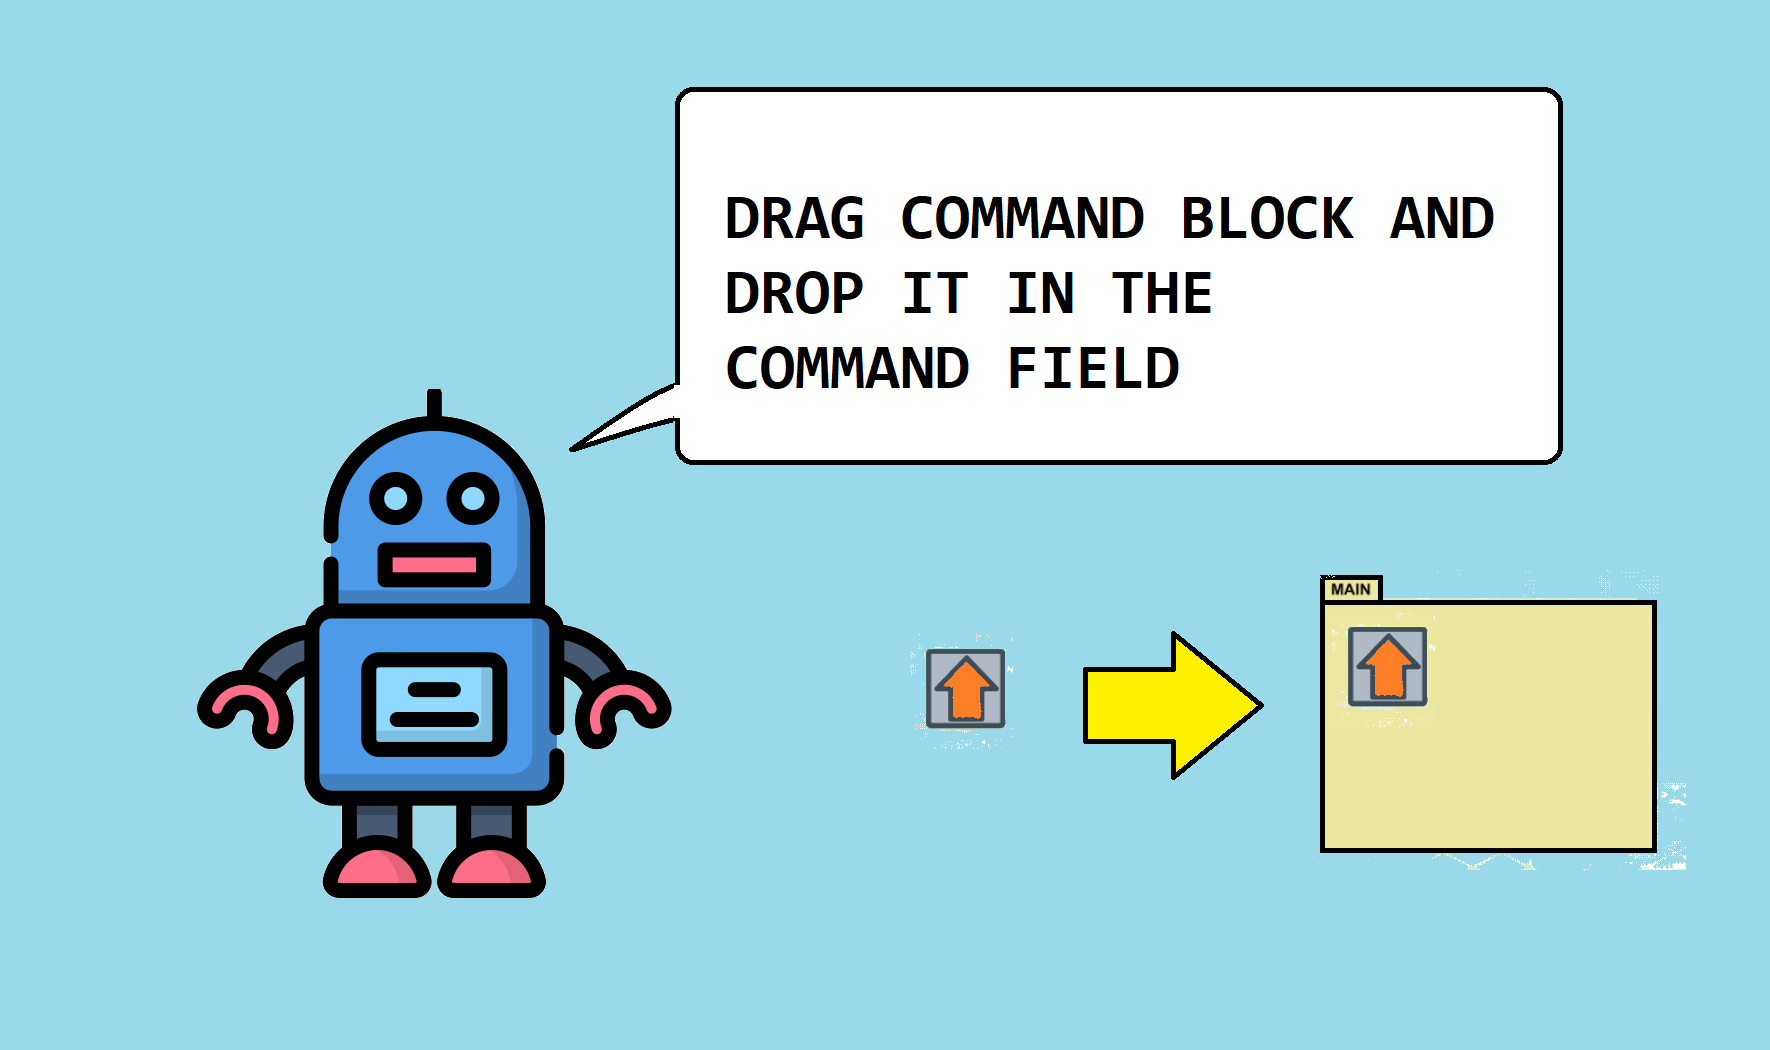 DRAG COMMAND BLOCK AND
DROP IT IN THE
COMMAND FIELD
MAIN